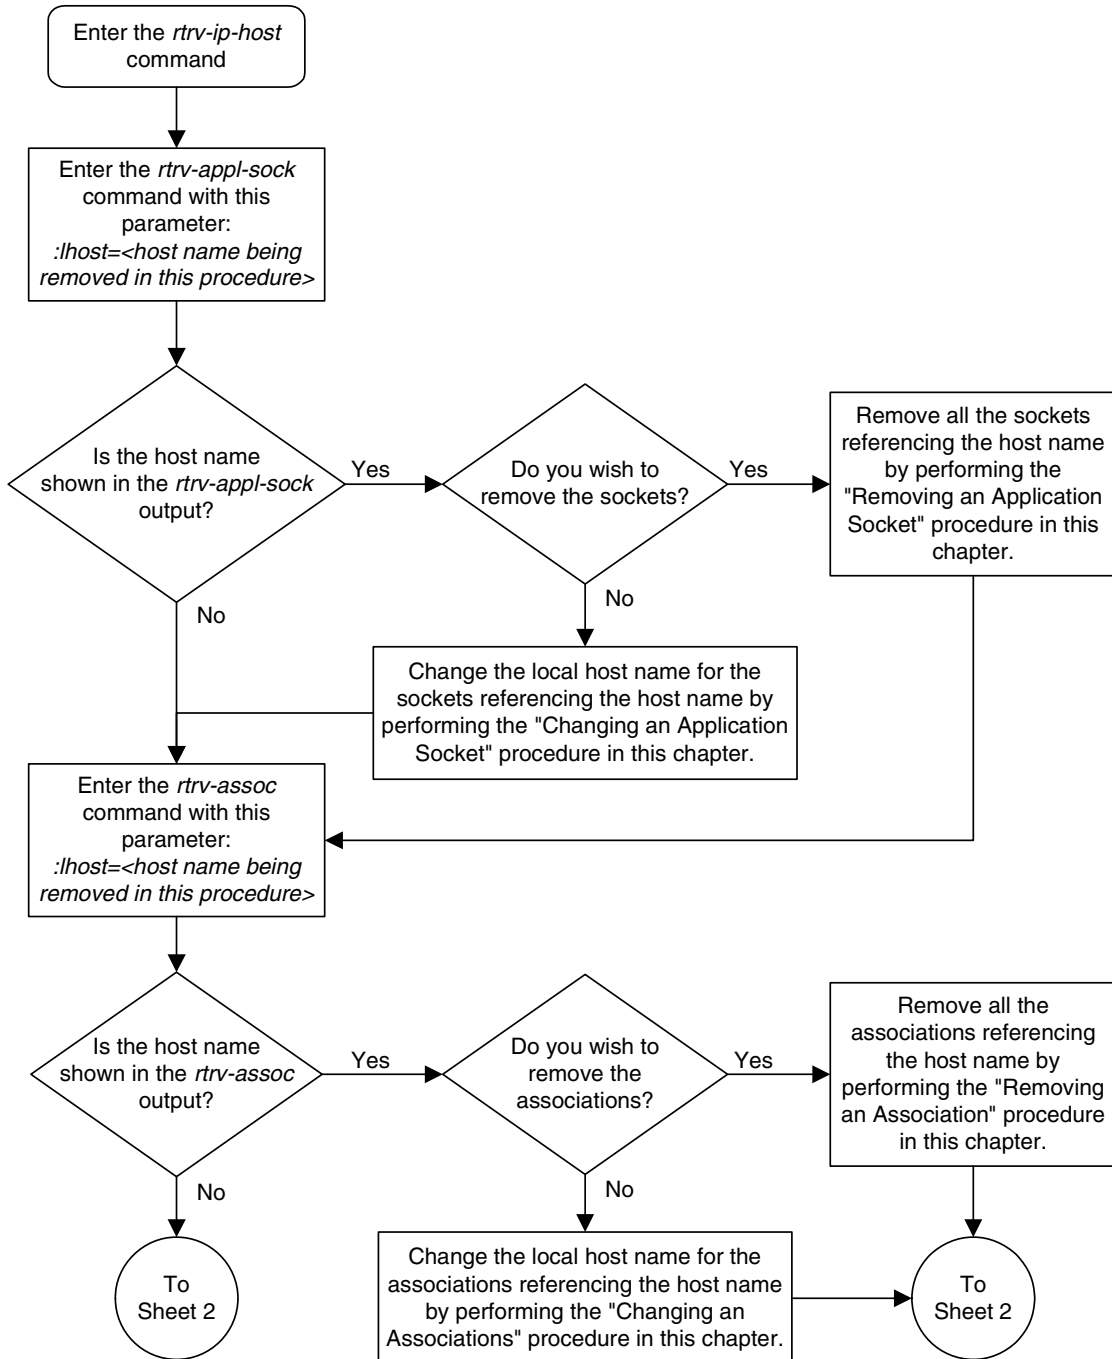 Enter the rtrv-ip-host
command
Enter the rtrv-appl-sock
command with this
parameter:
:lhost=<host name being
removed in this procedure>
Is the host name
shown in the rtrv-appl-sock
output?
Yes
Do you wish to
remove the sockets?
Yes
Remove all the sockets
referencing the host name
by performing the
"Removing an Application
Socket" procedure in this
chapter.
No
No
Change the local host name for the
sockets referencing the host name by
performing the "Changing an Application
Socket" procedure in this chapter.
Enter the rtrv-assoc
command with this
parameter:
:lhost=<host name being
removed in this procedure>
Is the host name
shown in the rtrv-assoc
output?
Yes
Do you wish to
remove the
associations?
Yes
Remove all the
associations referencing
the host name by
performing the "Removing
an Association" procedure
in this chapter.
No
No
To
Sheet 2
Change the local host name for the
associations referencing the host name
by performing the "Changing an
Associations" procedure in this chapter.
To
Sheet 2